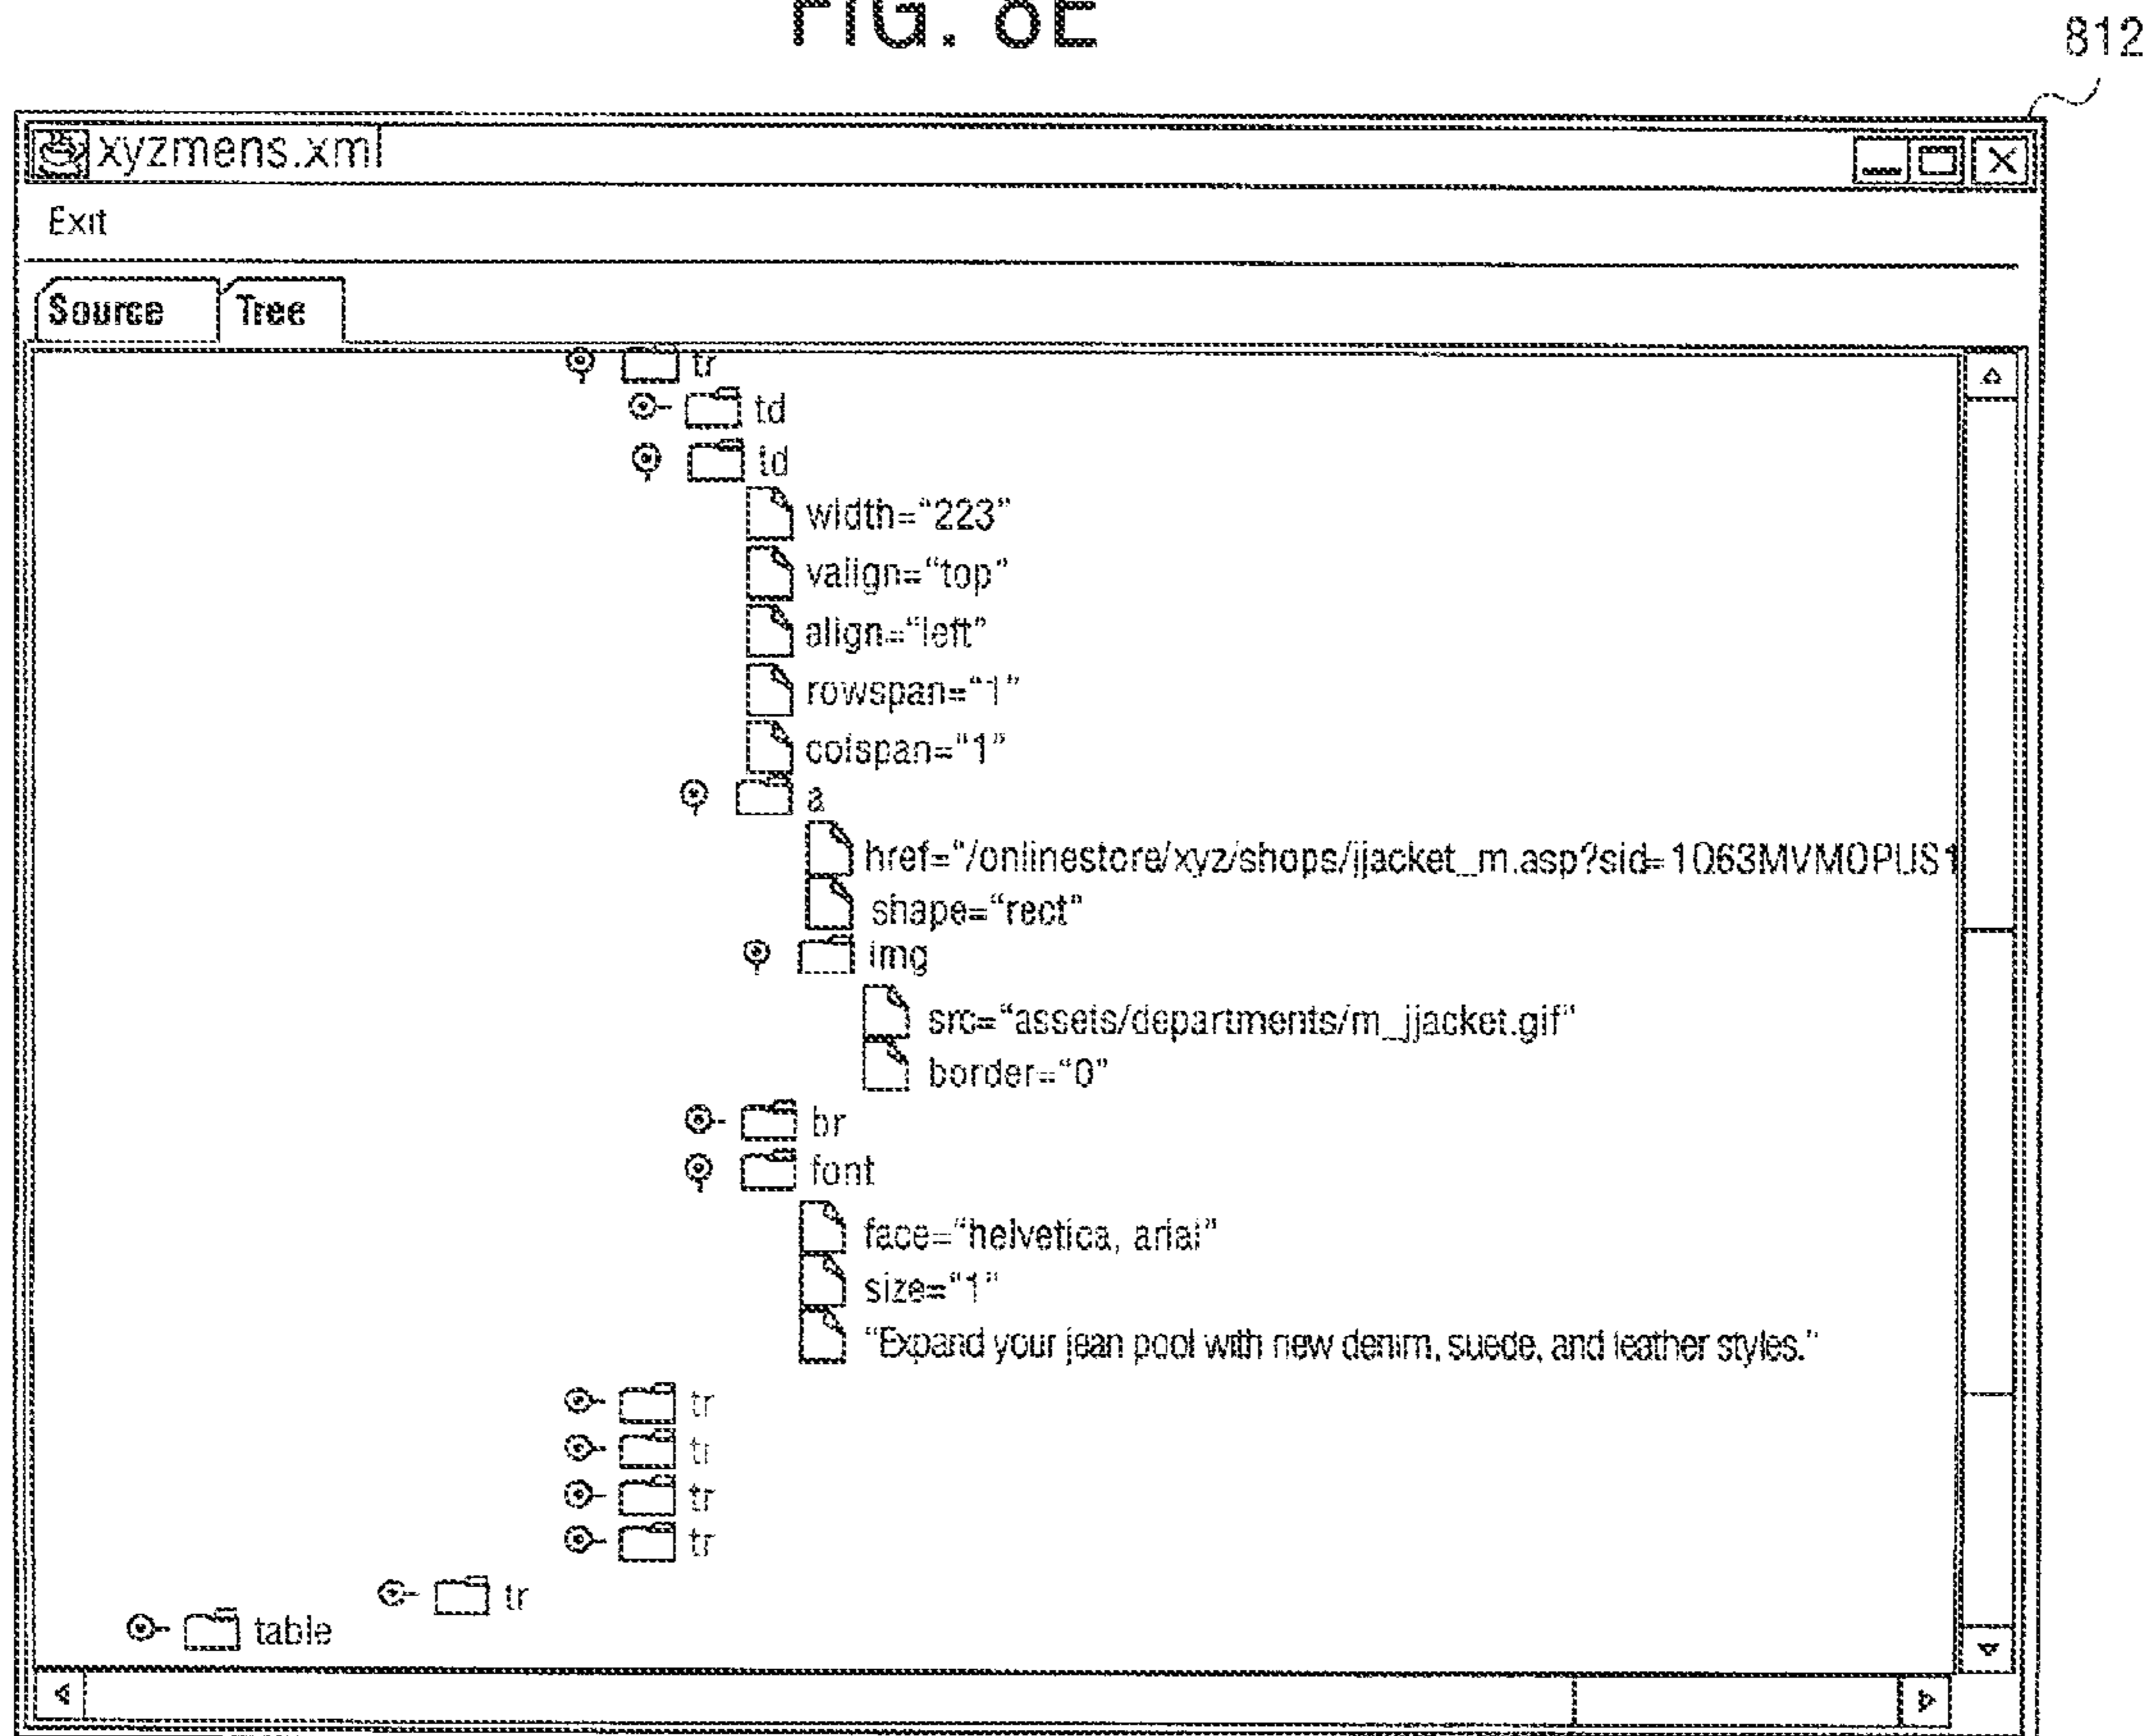 FIG. 8E
812
xyzmens.xml
Exit
Source Tree
tr
td
td
width="223"
valign="top"
align="left"
rowspan="1"
colspan="1"
a
href="/onlinestore/xyz/shops/jjacket_m.asp?sid=1Q63MVMOPUS1
shape="rect"
img
src="assets/departments/m_jjacket.gif"
border="0"
br
font
face="helvetica, arial"
size="1"
"Expand your jean pool with new denim, suede, and leather styles."
tr
tr
tr
tr
tr
table